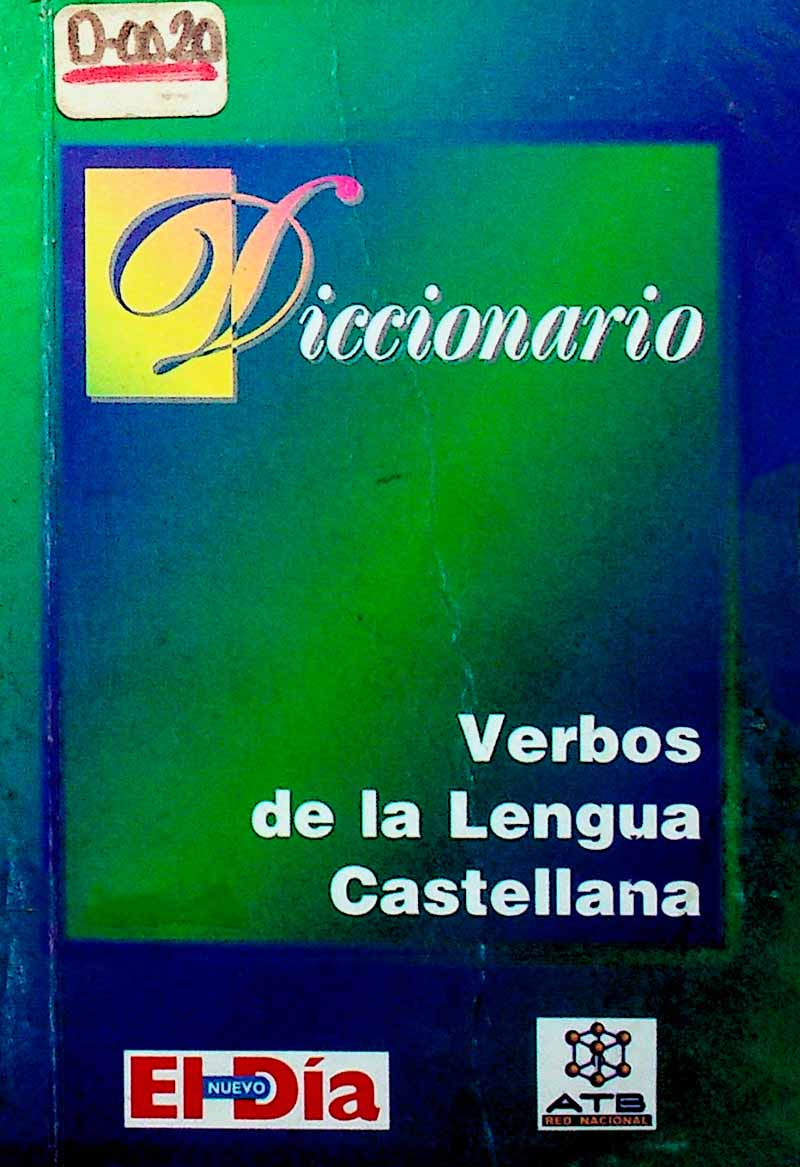 D-0020
Diccionario
Verbos
de la Lengua
Castellana
El NUEVO Día
ATB
RED NACIONAL